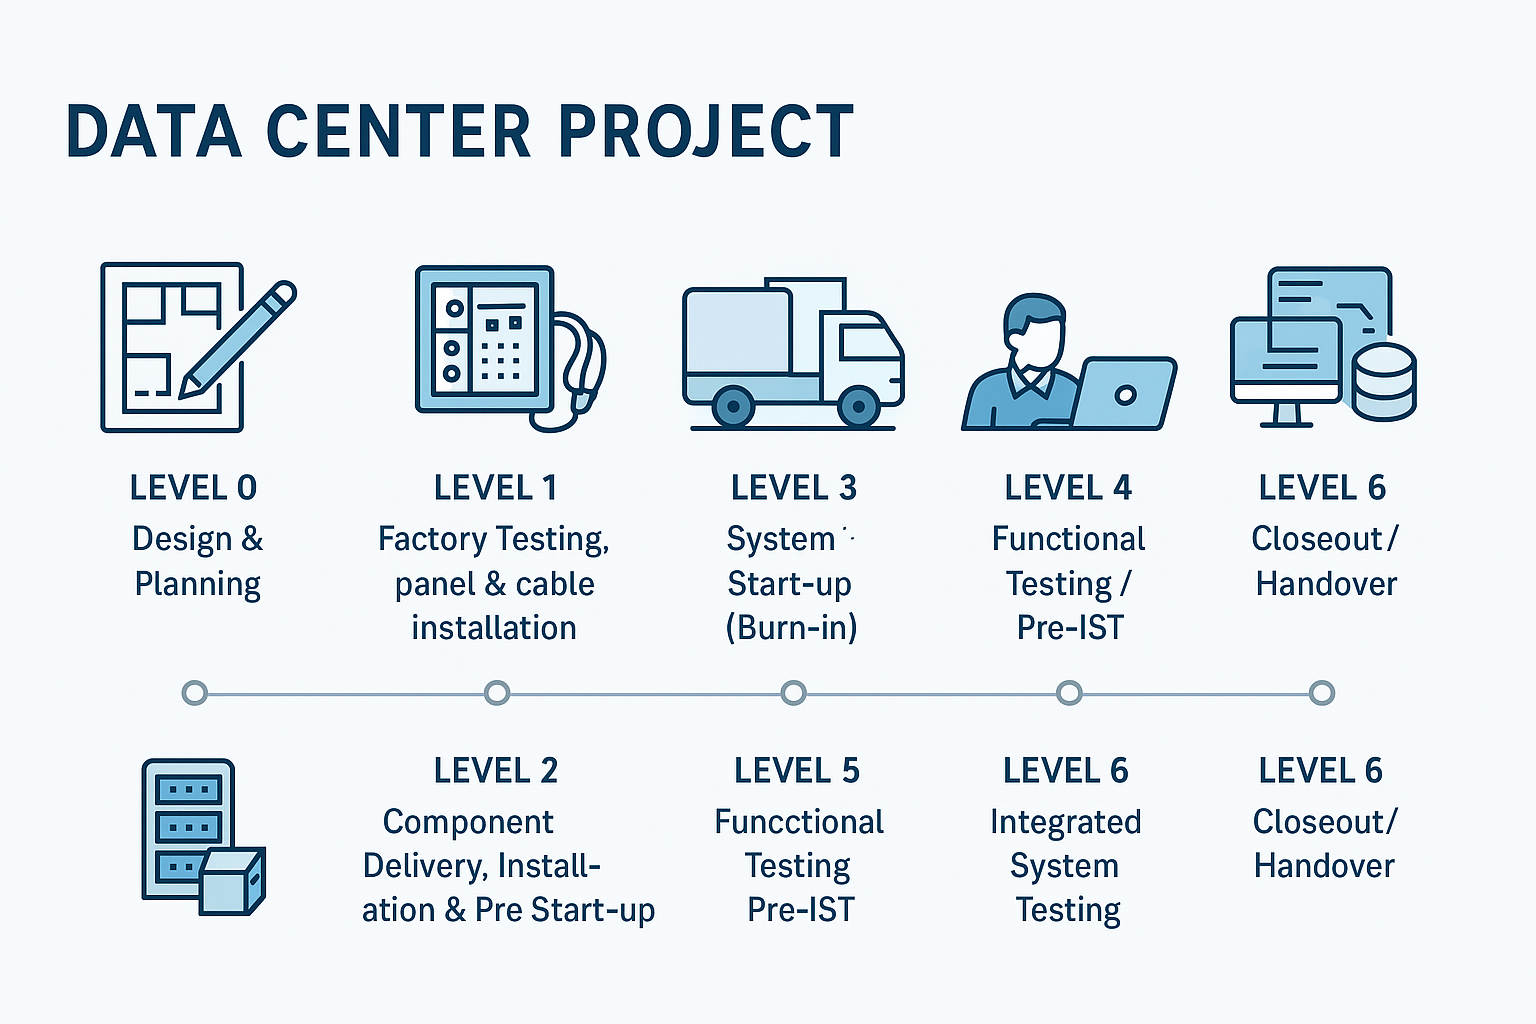 DATA CENTER PROJECT
LEVEL 0
Design &
Planning
LEVEL 1
Factory Testing,
panel & cable
installation
LEVEL 3
System
Start-up
(Burn-in)
LEVEL 4
Functional
Testing /
Pre-IST
LEVEL 6
Closeout/
Handover
LEVEL 2
Component
Delivery, Install-
ation & Pre Start-up
LEVEL 5
Funcctional
Testing
Pre-IST
LEVEL 6
Integrated
System
Testing
LEVEL 6
Closeout/
Handover